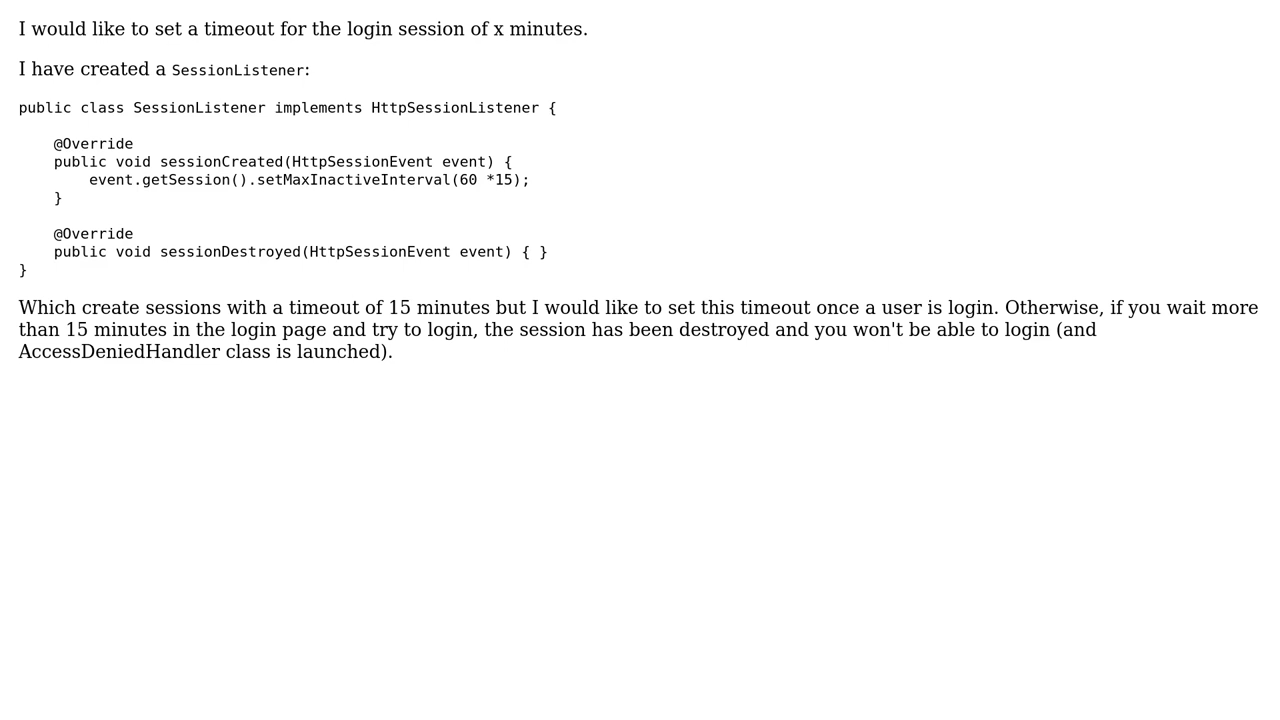 I would like to set a timeout for the login session of x minutes.
I have created a SessionListener:
public class SessionListener implements HttpSessionListener {
    @Override
    public void sessionCreated(HttpSessionEvent event) {
        event.getSession().setMaxInactiveInterval(60 *15);
    }
    @Override
    public void sessionDestroyed(HttpSessionEvent event) { }
}
Which create sessions with a timeout of 15 minutes but I would like to set this timeout once a user is login. Otherwise, if you wait more
than 15 minutes in the login page and try to login, the session has been destroyed and you won't be able to login (and
AccessDeniedHandler class is launched).